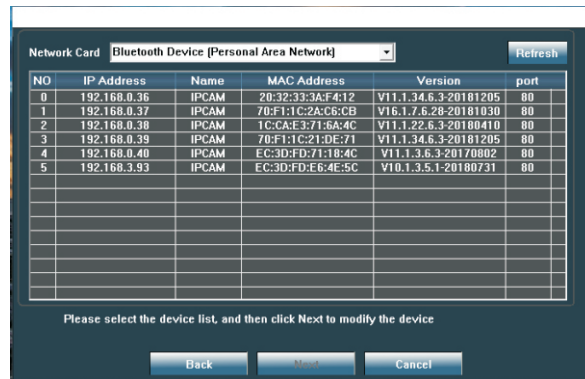 Network Card Bluetooth Device (Personal Area Network) Refresh
NO IP Address Name MAC Address Version port
0 192.168.0.36 IPCAM 20:32:33:3A:F4:12 V11.1.34.6.3-20181205 80
1 192.168.0.37 IPCAM 70:F1:1C:2A:C6:CB V16.1.7.6.28-20181030 80
2 192.168.0.38 IPCAM 1C:CA:E3:71:6A:4C V11.1.22.6.3-20180410 80
3 192.168.0.39 IPCAM 70:F1:1C:21:DE:71 V11.1.34.6.3-20181205 80
4 192.168.0.40 IPCAM EC:3D:FD:71:18:4C V11.1.3.6.3-20170802 80
5 192.168.3.93 IPCAM EC:3D:FD:E6:4E:5C V10.1.3.5.1-20180731 80
Please select the device list, and then click Next to modify the device
Back Next Cancel